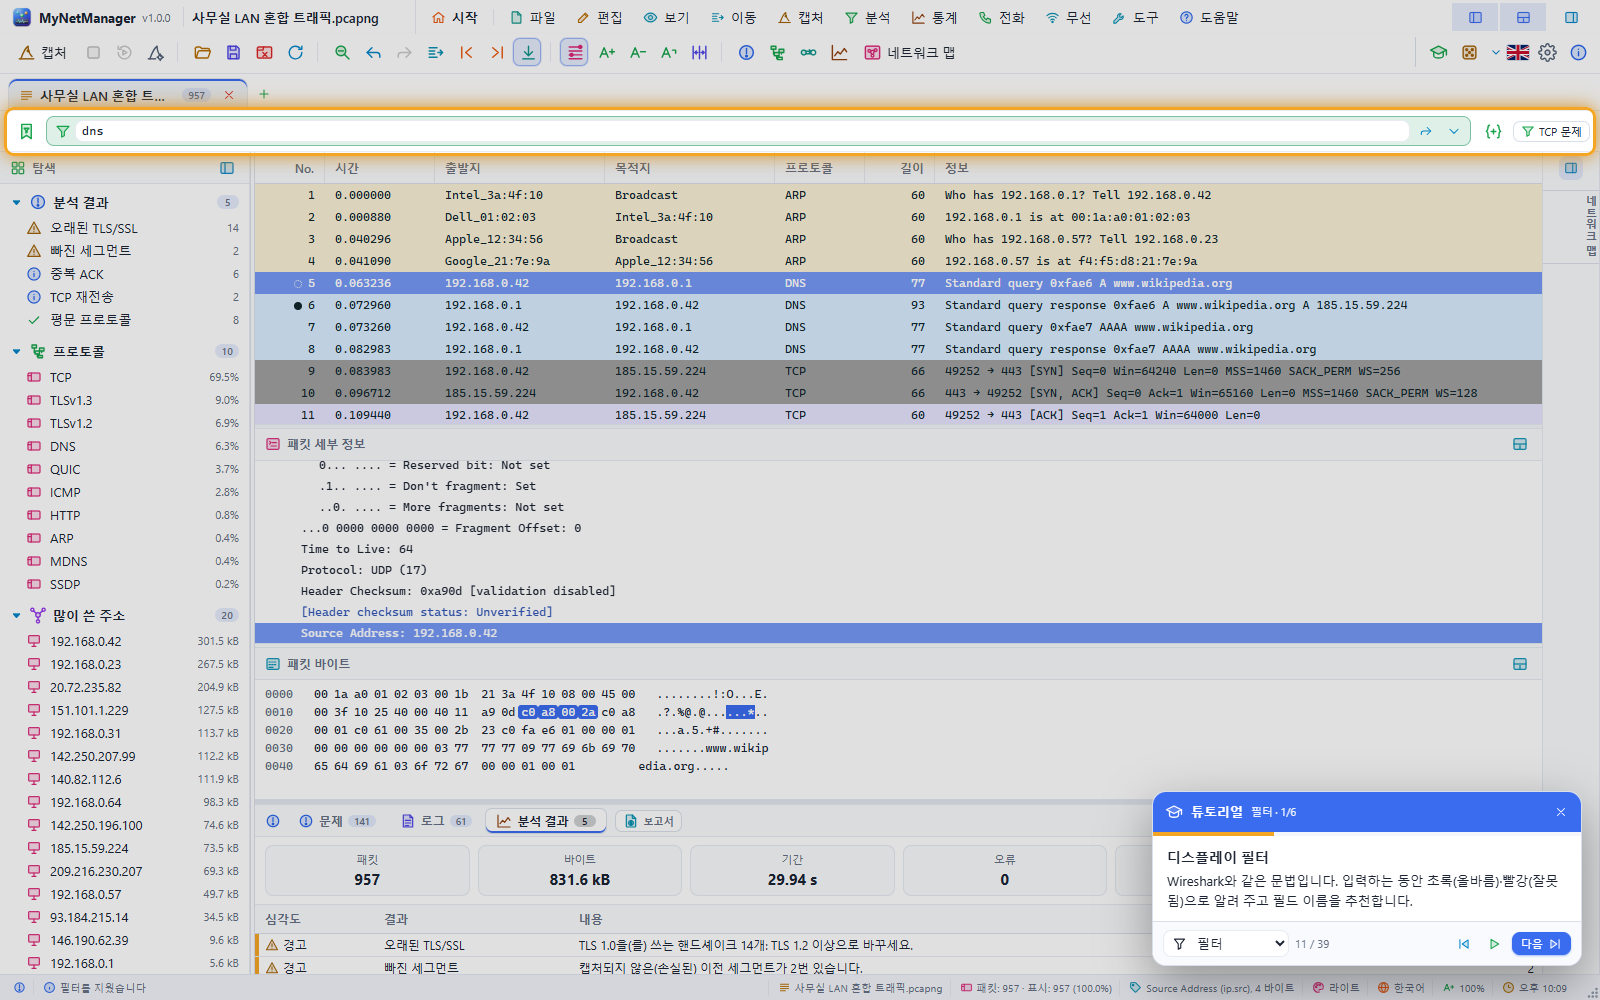 MyNetManager v1.0.0 사무실 LAN 혼합 트래픽.pcapng 시작 파일 편집 보기 이동 캡처 분석 통계 전화 무선 도구 도움말
캡처 네트워크 맵
사무실 LAN 혼합 트... 957
dns TCP 문제
탐색
분석 결과 5
오래된 TLS/SSL 14
빠진 세그먼트 2
중복 ACK 6
TCP 재전송 2
평문 프로토콜 8
프로토콜 10
TCP 69.5%
TLSv1.3 9.0%
TLSv1.2 6.9%
DNS 6.3%
QUIC 3.7%
ICMP 2.8%
HTTP 0.8%
ARP 0.4%
MDNS 0.4%
SSDP 0.2%
많이 쓴 주소 20
192.168.0.42 301.5 kB
192.168.0.23 267.5 kB
20.72.235.82 204.9 kB
151.101.1.229 127.5 kB
192.168.0.31 113.7 kB
142.250.207.99 112.2 kB
140.82.112.6 111.9 kB
192.168.0.64 98.3 kB
142.250.196.100 74.6 kB
185.15.59.224 73.5 kB
209.216.230.207 69.3 kB
192.168.0.57 49.7 kB
93.184.215.14 34.5 kB
146.190.62.39 9.6 kB
192.168.0.1 5.6 kB
No. 시간 출발지 목적지 프로토콜 길이 정보
1 0.000000 Intel_3a:4f:10 Broadcast ARP 60 Who has 192.168.0.1? Tell 192.168.0.42
2 0.000880 Dell_01:02:03 Intel_3a:4f:10 ARP 60 192.168.0.1 is at 00:1a:a0:01:02:03
3 0.040296 Apple_12:34:56 Broadcast ARP 60 Who has 192.168.0.57? Tell 192.168.0.23
4 0.041090 Google_21:7e:9a Apple_12:34:56 ARP 60 192.168.0.57 is at f4:f5:d8:21:7e:9a
5 0.063236 192.168.0.42 192.168.0.1 DNS 77 Standard query 0xfae6 A www.wikipedia.org
6 0.072960 192.168.0.1 192.168.0.42 DNS 93 Standard query response 0xfae6 A www.wikipedia.org A 185.15.59.224
7 0.073260 192.168.0.42 192.168.0.1 DNS 77 Standard query 0xfae7 AAAA www.wikipedia.org
8 0.082983 192.168.0.1 192.168.0.42 DNS 77 Standard query response 0xfae7 AAAA www.wikipedia.org
9 0.083983 192.168.0.42 185.15.59.224 TCP 66 49252 → 443 [SYN] Seq=0 Win=64240 Len=0 MSS=1460 SACK_PERM WS=256
10 0.096712 185.15.59.224 192.168.0.42 TCP 66 443 → 49252 [SYN, ACK] Seq=0 Ack=1 Win=65160 Len=0 MSS=1460 SACK_PERM WS=128
11 0.109440 192.168.0.42 185.15.59.224 TCP 60 49252 → 443 [ACK] Seq=1 Ack=1 Win=64000 Len=0
네트워크 맵
패킷 세부 정보
0... .... = Reserved bit: Not set
.1.. .... = Don't fragment: Set
..0. .... = More fragments: Not set
...0 0000 0000 0000 = Fragment Offset: 0
Time to Live: 64
Protocol: UDP (17)
Header Checksum: 0xa90d [validation disabled]
[Header checksum status: Unverified]
Source Address: 192.168.0.42
패킷 바이트
0000 00 1a a0 01 02 03 00 1b 21 3a 4f 10 08 00 45 00 ........!:O...E.
0010 00 3f 10 25 40 00 40 11 a9 0d c0 a8 00 2a c0 a8 .?.%@.@......*..
0020 00 01 c0 61 00 35 00 2b 23 c0 fa e6 01 00 00 01 ...a.5.+#.......
0030 00 00 00 00 00 00 03 77 77 77 09 77 69 6b 69 70 .......www.wikip
0040 65 64 69 61 03 6f 72 67 00 00 01 00 01 edia.org.....
문제 141 로그 61 분석 결과 5 보고서
패킷 957
바이트 831.6 kB
기간 29.94 s
오류 0
심각도 결과 내용
경고 오래된 TLS/SSL TLS 1.0을(를) 쓰는 핸드셰이크 14개: TLS 1.2 이상으로 바꾸세요.
경고 빠진 세그먼트 캡처되지 않은(손실된) 이전 세그먼트가 2번 있습니다. 2
튜토리얼 필터 · 1/6
디스플레이 필터
Wireshark와 같은 문법입니다. 입력하는 동안 초록(올바름)·빨강(잘못
됨)으로 알려 주고 필드 이름을 추천합니다.
필터 11 / 39 다음
필터를 지웠습니다 사무실 LAN 혼합 트래픽.pcapng 패킷: 957 · 표시: 957 (100.0%) Source Address (ip.src), 4 바이트 라이트 한국어 100% 오후 10:09